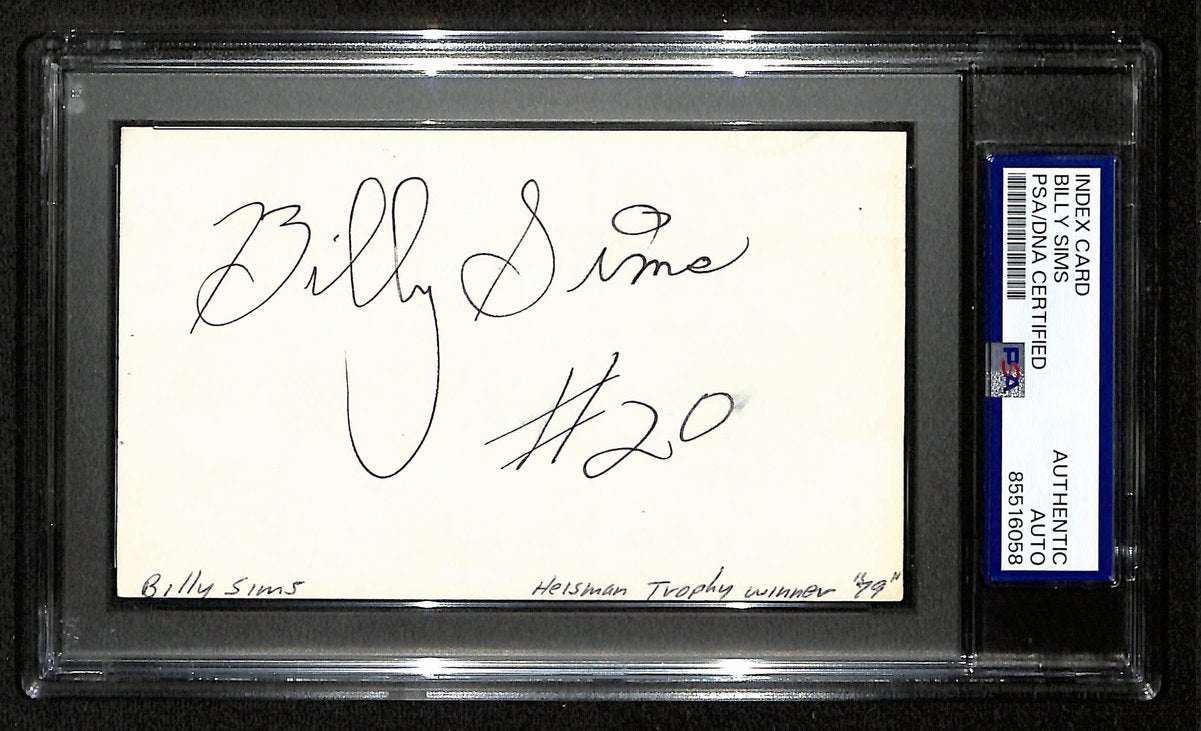 Billy Sims
#20
Billy Sims Heisman Trophy winner "79"
INDEX CARD
BILLY SIMS
PSA/DNA CERTIFIED
PSA
AUTHENTIC
AUTO
85516058